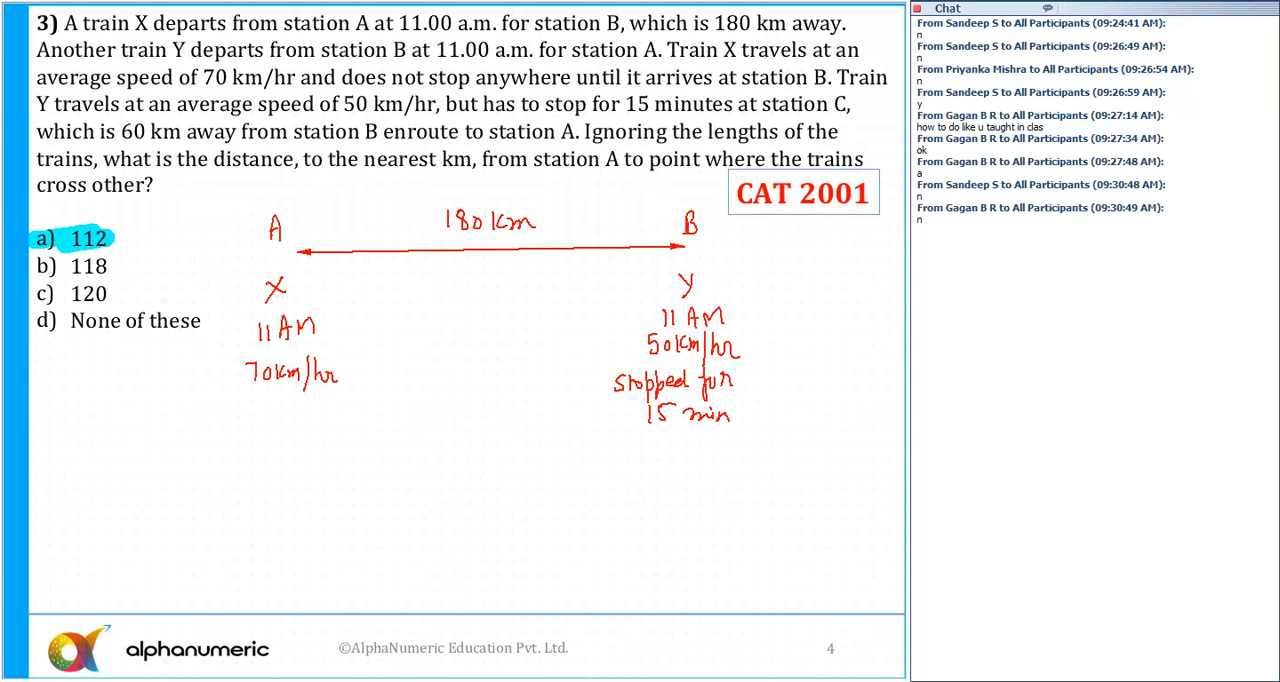 3) A train X departs from station A at 11.00 a.m. for station B, which is 180 km away.
Another train Y departs from station B at 11.00 a.m. for station A. Train X travels at an
average speed of 70 km/hr and does not stop anywhere until it arrives at station B. Train
Y travels at an average speed of 50 km/hr, but has to stop for 15 minutes at station C,
which is 60 km away from station B enroute to station A. Ignoring the lengths of the
trains, what is the distance, to the nearest km, from station A to point where the trains
cross other?
CAT 2001
a) 112
b) 118
c) 120
d) None of these
A 180 km B
X Y
11 AM 11 AM
70km/hr 50km/hr
stopped for
15 min
alphanumeric
©AlphaNumeric Education Pvt. Ltd.
4
Chat
From Sandeep S to All Participants (09:24:41 AM):
n
From Sandeep S to All Participants (09:26:49 AM):
n
From Priyanka Mishra to All Participants (09:26:54 AM):
n
From Sandeep S to All Participants (09:26:59 AM):
y
From Gagan B R to All Participants (09:27:14 AM):
how to do like u taught in clas
From Gagan B R to All Participants (09:27:34 AM):
ok
From Gagan B R to All Participants (09:27:48 AM):
a
From Sandeep S to All Participants (09:30:48 AM):
n
From Gagan B R to All Participants (09:30:49 AM):
n